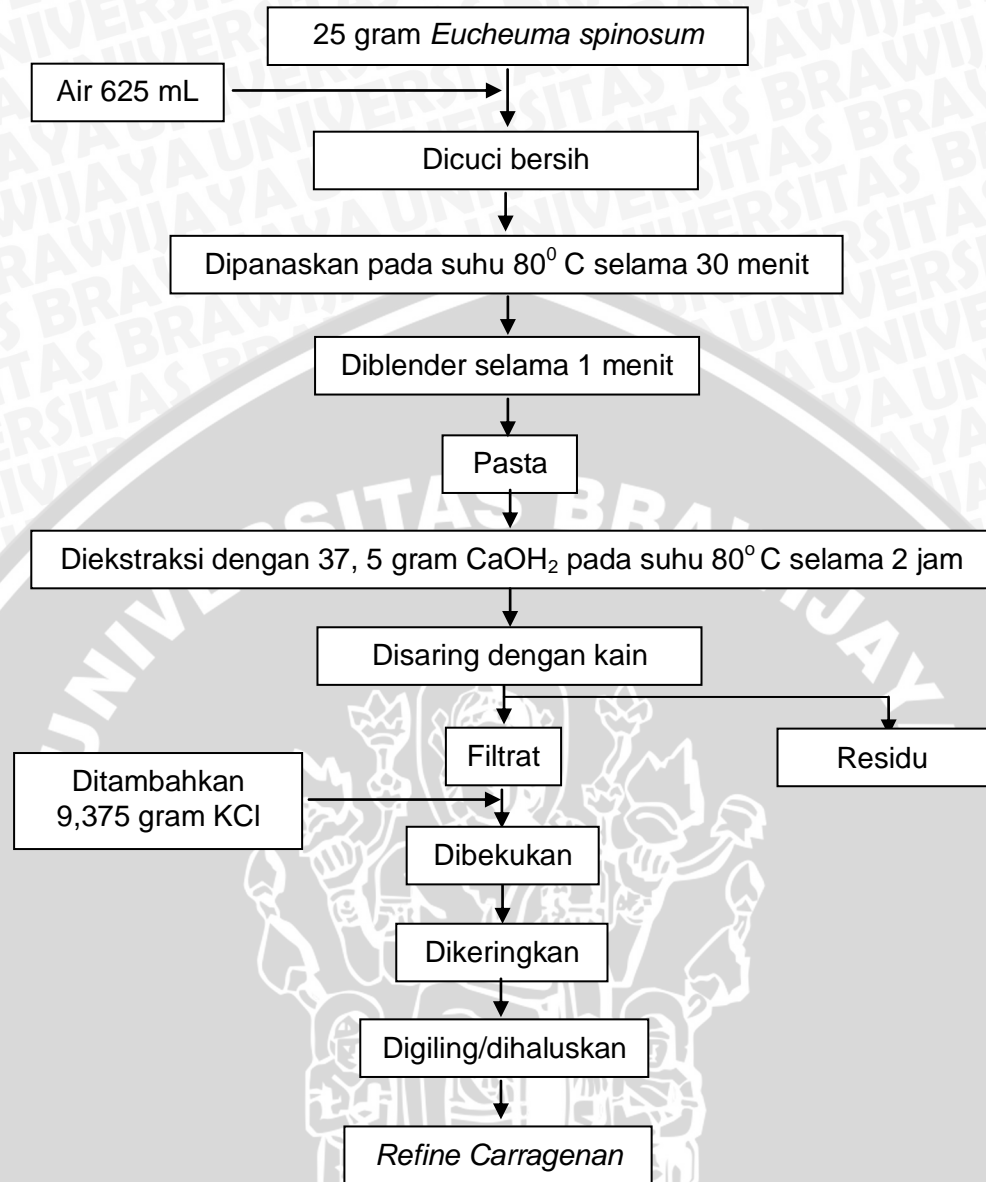 25 gram Eucheuma spinosum
Air 625 mL
Dicuci bersih
Dipanaskan pada suhu 80⁰ C selama 30 menit
Diblender selama 1 menit
Pasta
Diekstraksi dengan 37, 5 gram CaOH₂ pada suhu 80° C selama 2 jam
Disaring dengan kain
Filtrat
Residu
Ditambahkan
9,375 gram KCl
Dibekukan
Dikeringkan
Digiling/dihaluskan
Refine Carragenan
UNIVERSITAS BRAWIJAYA